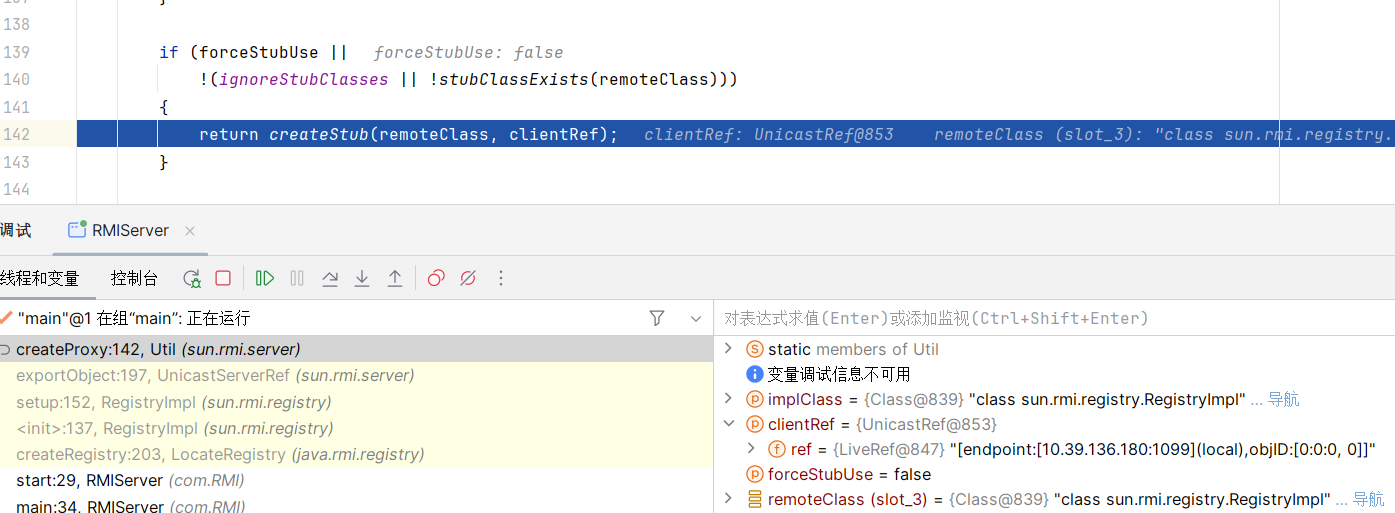 138
139 if (forceStubUse || forceStubUse: false
140 !(ignoreStubClasses || !stubClassExists(remoteClass)))
141 {
142 return createStub(remoteClass, clientRef); clientRef: UnicastRef@853 remoteClass (slot_3): "class sun.rmi.registry.
143 }
144
调试 RMIServer ×
线程和变量 控制台
"main"@1 在组“main”: 正在运行
createProxy:142, Util (sun.rmi.server)
exportObject:197, UnicastServerRef (sun.rmi.server)
setup:152, RegistryImpl (sun.rmi.registry)
<init>:137, RegistryImpl (sun.rmi.registry)
createRegistry:203, LocateRegistry (java.rmi.registry)
start:29, RMIServer (com.RMI)
main:34, RMIServer (com.RMI)
对表达式求值(Enter)或添加监视(Ctrl+Shift+Enter)
S static members of Util
i 变量调试信息不可用
p implClass = {Class@839} "class sun.rmi.registry.RegistryImpl" ... 导航
p clientRef = {UnicastRef@853}
f ref = {LiveRef@847} "[endpoint:[10.39.136.180:1099](local),objID:[0:0:0, 0]]"
p forceStubUse = false
remoteClass (slot_3) = {Class@839} "class sun.rmi.registry.RegistryImpl" ... 导航